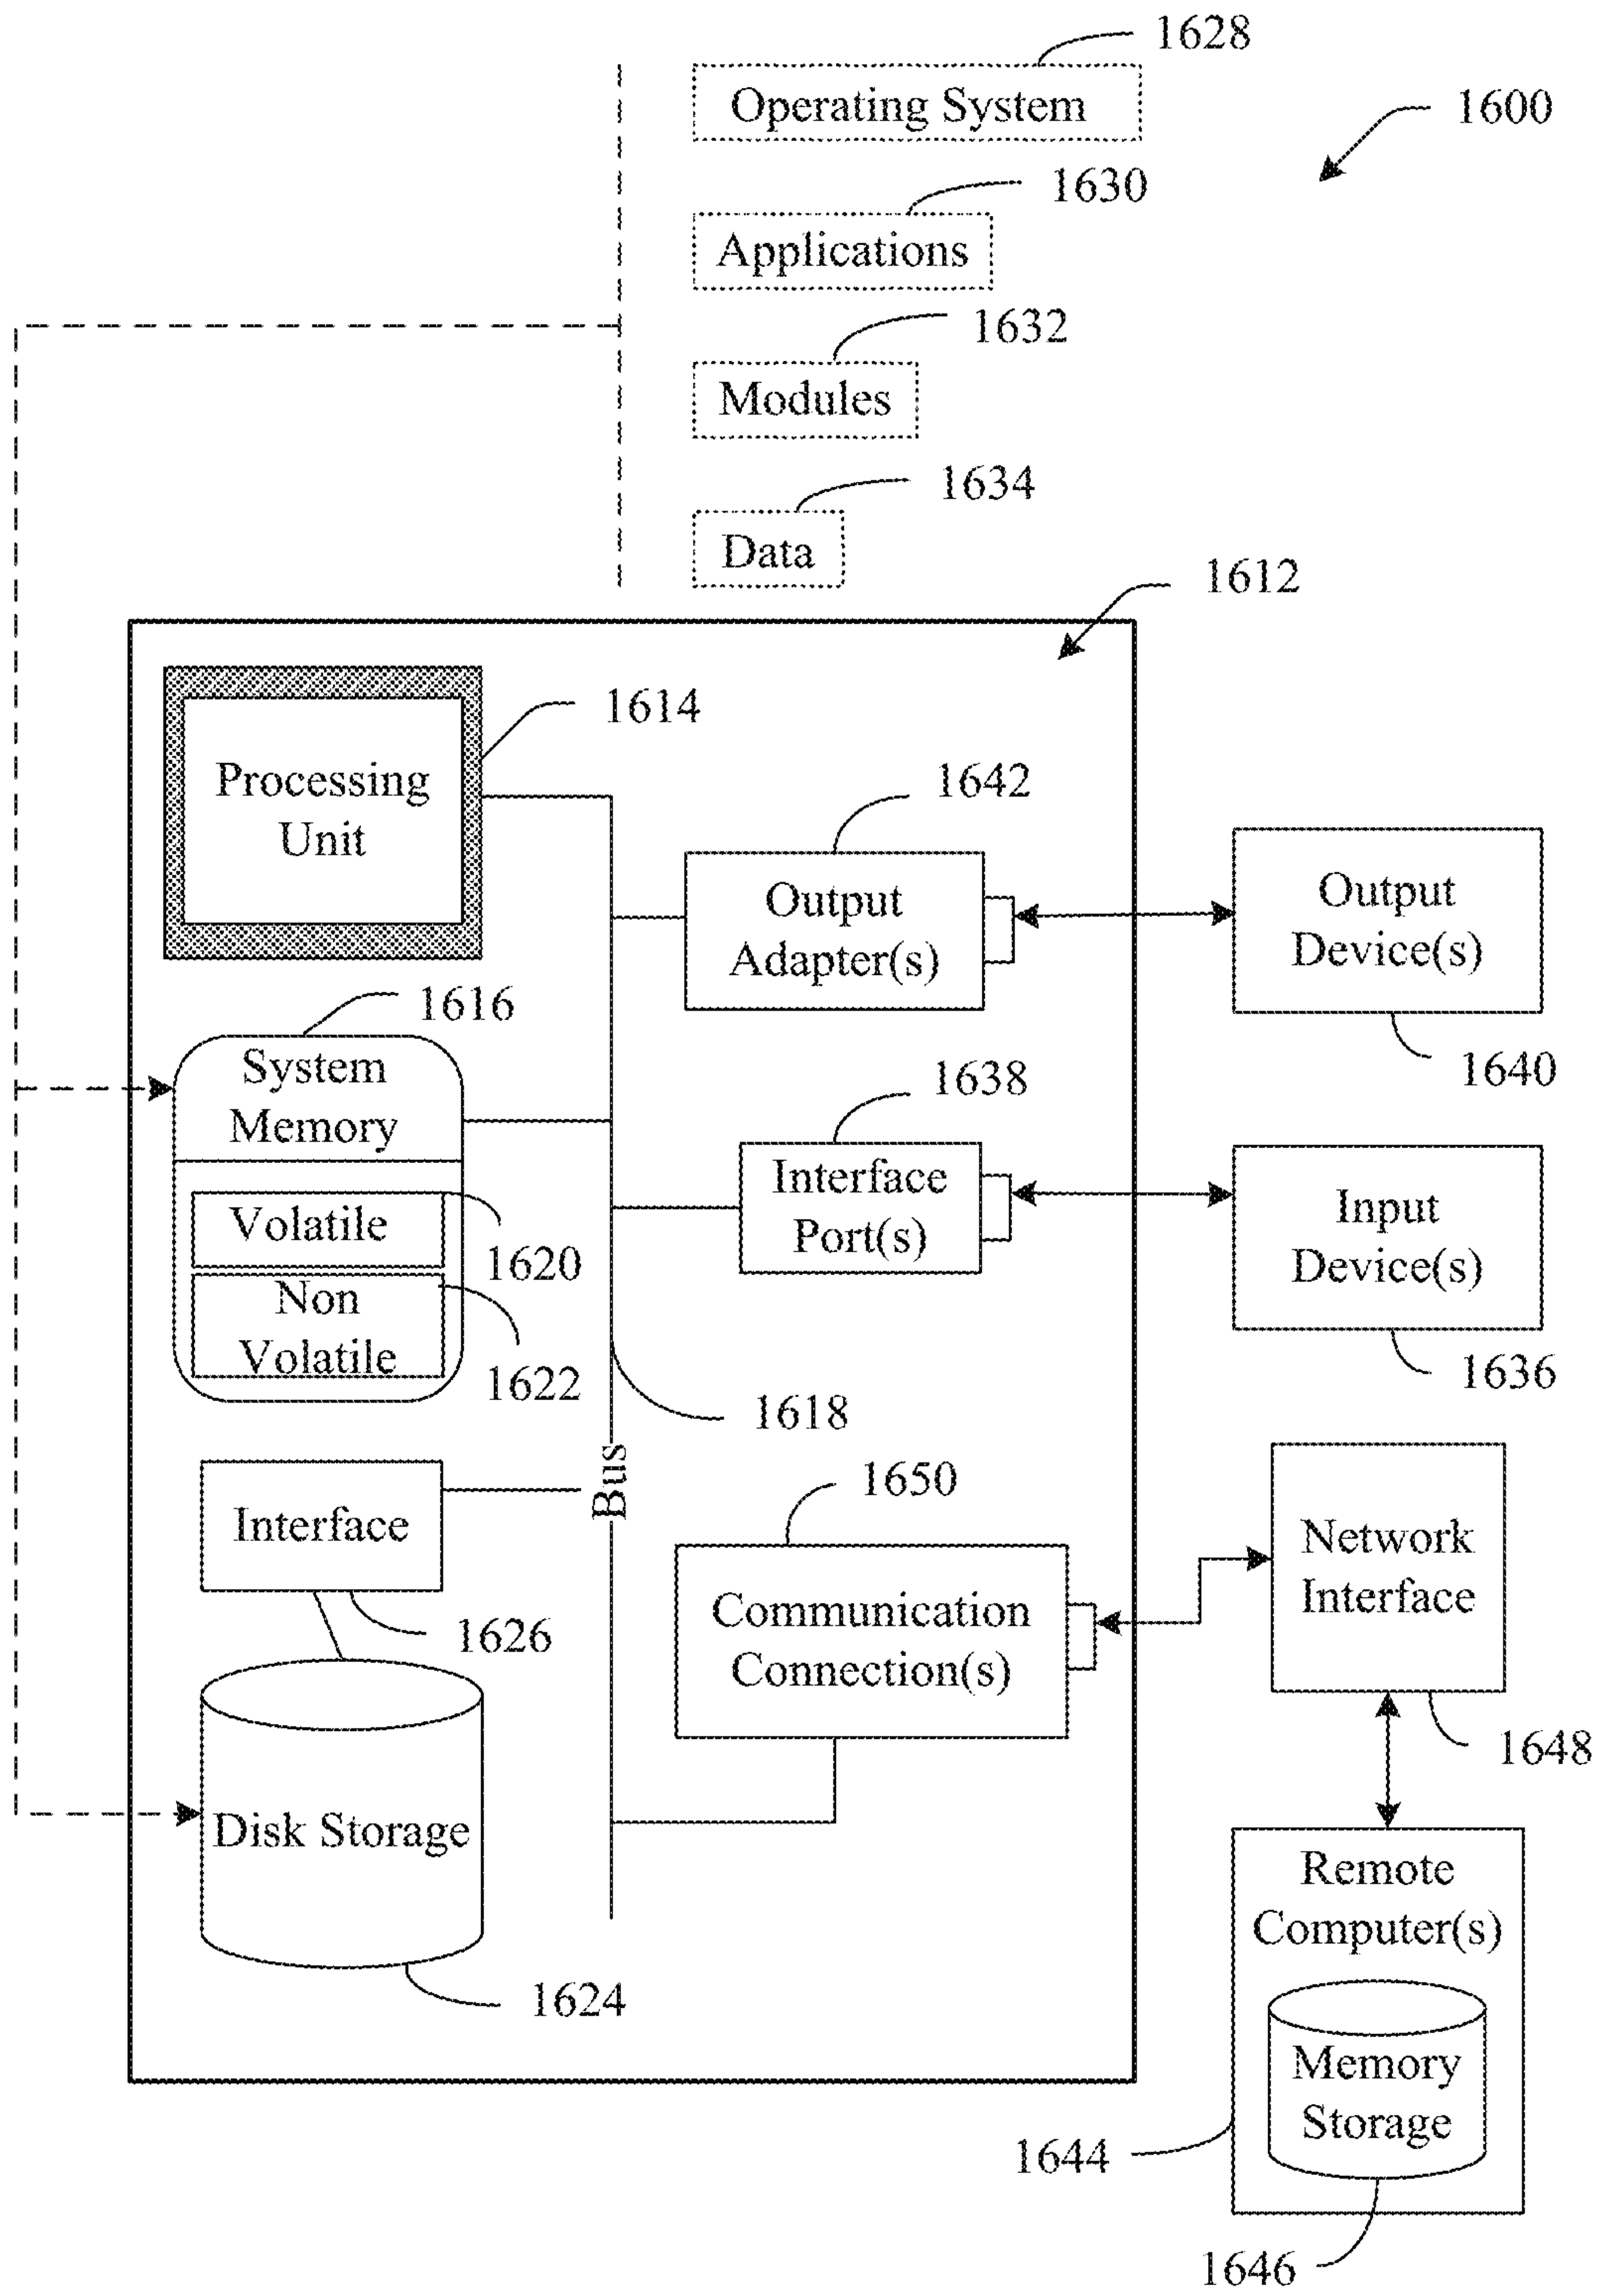 1628
Operating System
1600
1630
Applications
1632
Modules
1634
Data
1612
1614
Processing
Unit
1642
Output
Adapter(s)
Output
Device(s)
1640
1616
System
Memory
1638
Interface
Port(s)
Input
Device(s)
1636
Volatile
1620
Non
Volatile
1622
1618
Bus
Interface
1626
1650
Communication
Connection(s)
Network
Interface
1648
Disk Storage
1624
Remote
Computer(s)
Memory
Storage
1644
1646